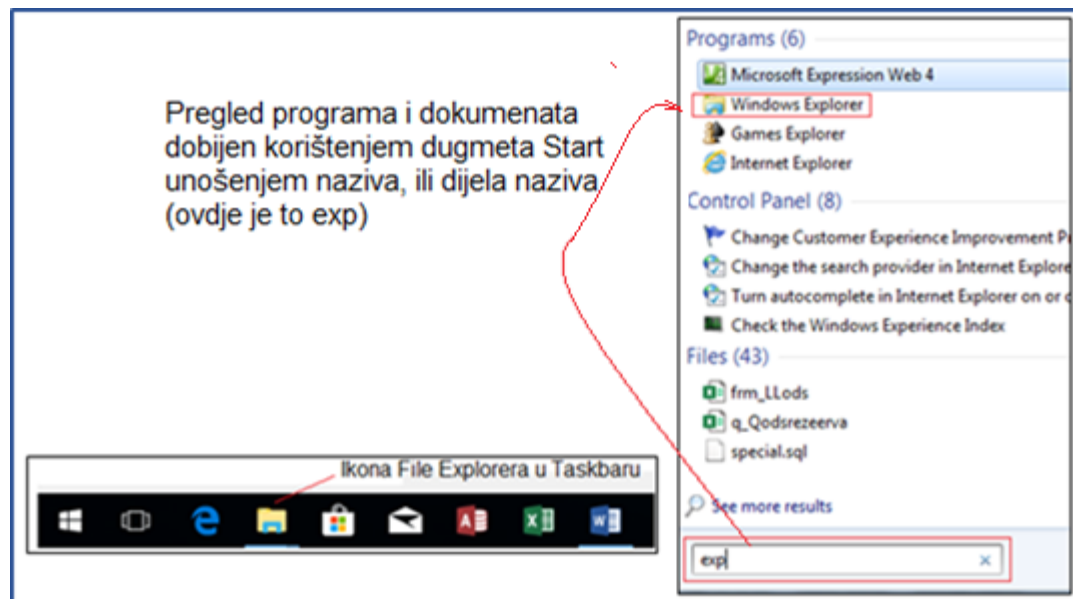 Pregled programa i dokumenata
dobijen korištenjem dugmeta Start
unošenjem naziva, ili dijela naziva
(ovdje je to exp)
Ikona File Explorera u Taskbaru
Programs (6)
Microsoft Expression Web 4
Windows Explorer
Games Explorer
Internet Explorer
Control Panel (8)
Change Customer Experience Improvement P
Change the search provider in Internet Explore
Turn autocomplete in Internet Explorer on or
Check the Windows Experience Index
Files (43)
frm_LLods
q_Qodsrezeerva
special.sql
See more results
exp